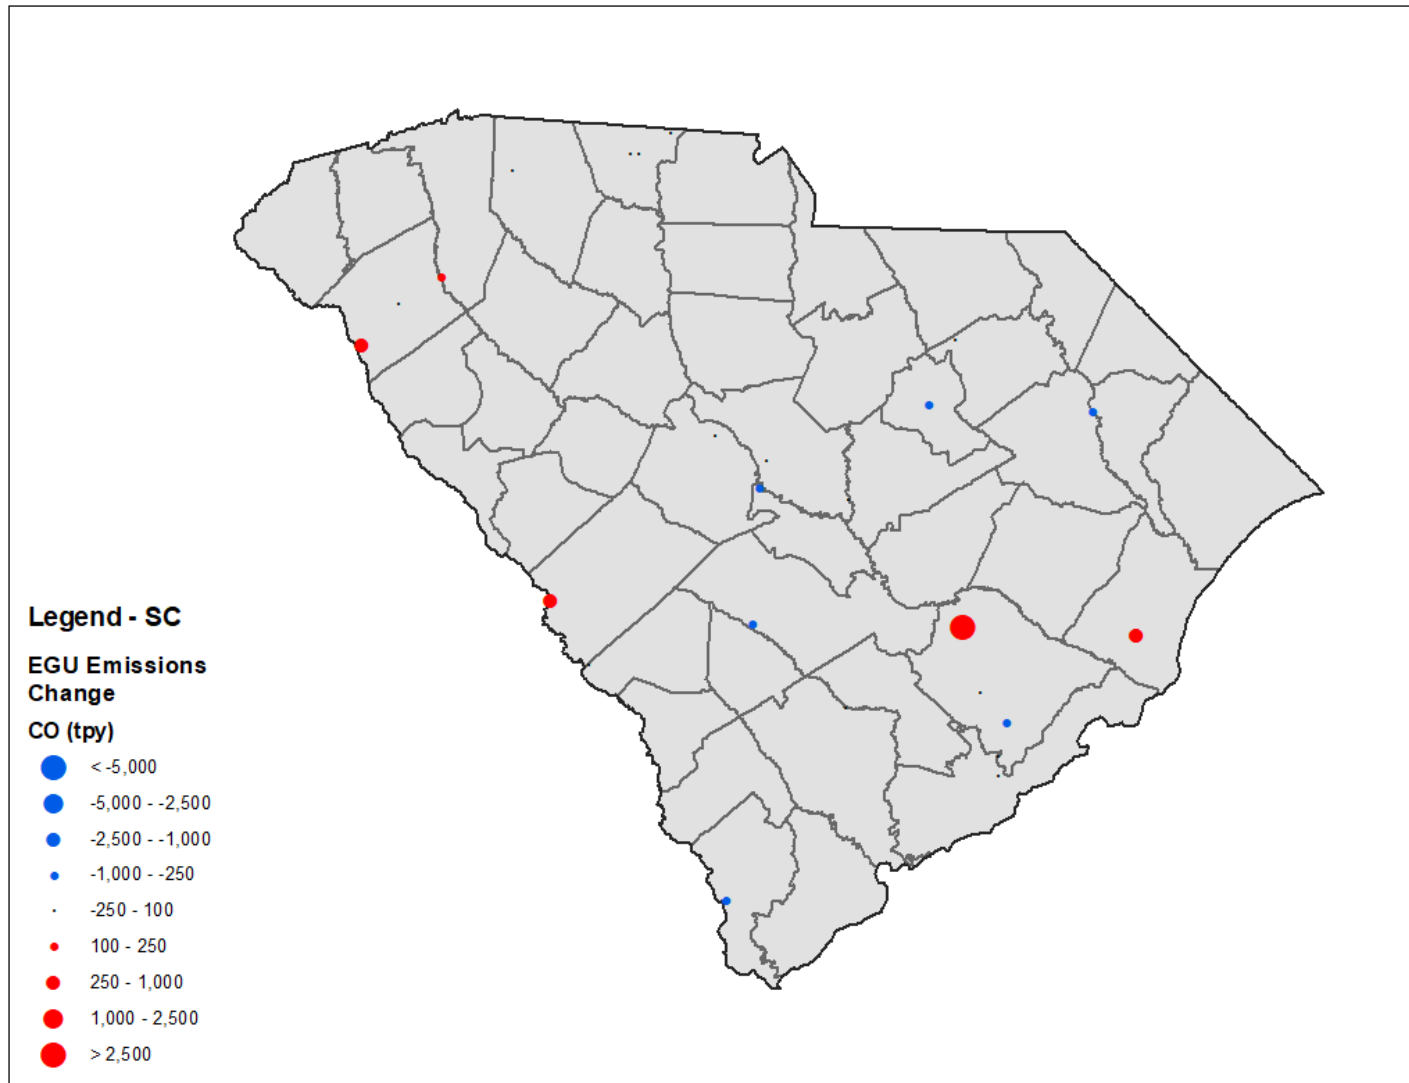 Legend - SC
EGU Emissions
Change
CO (tpy)
< -5,000
-5,000 - -2,500
-2,500 - -1,000
-1,000 - -250
-250 - 100
100 - 250
250 - 1,000
1,000 - 2,500
> 2,500